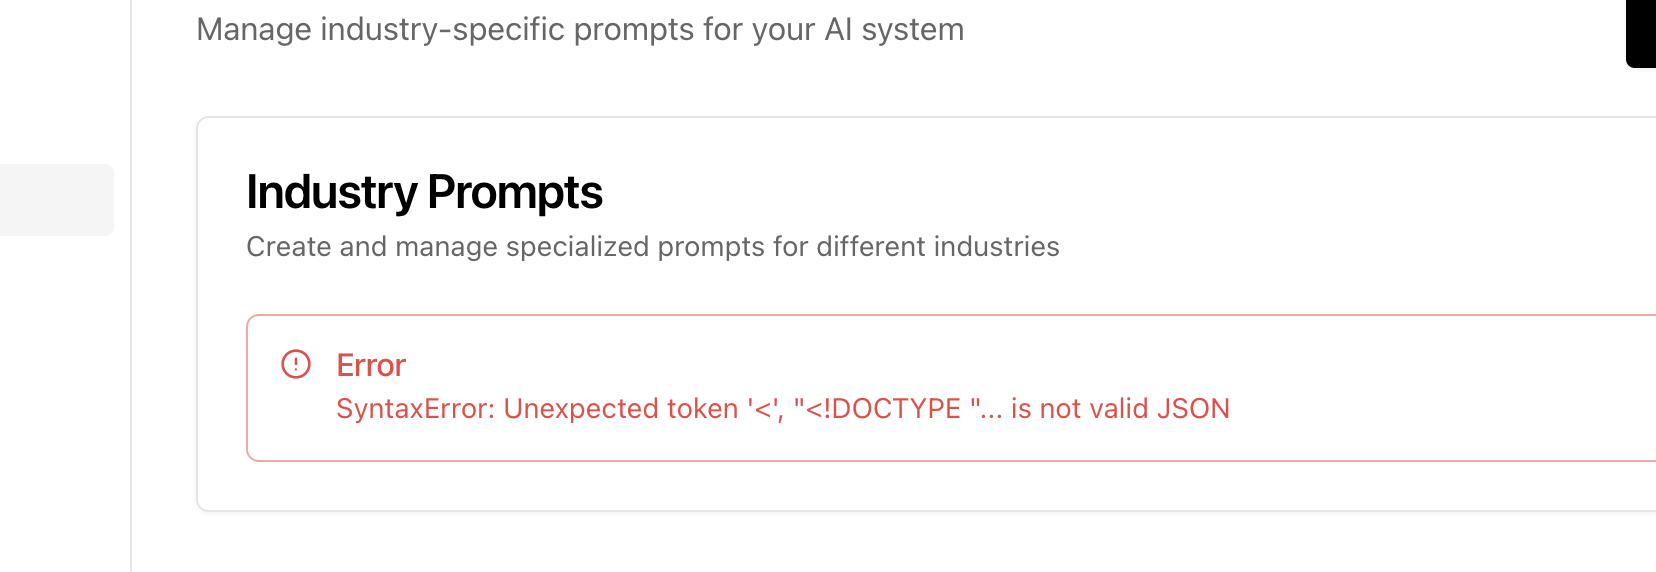 Manage industry-specific prompts for your AI system
Industry Prompts
Create and manage specialized prompts for different industries
Error
SyntaxError: Unexpected token '<', "<!DOCTYPE "... is not valid JSON